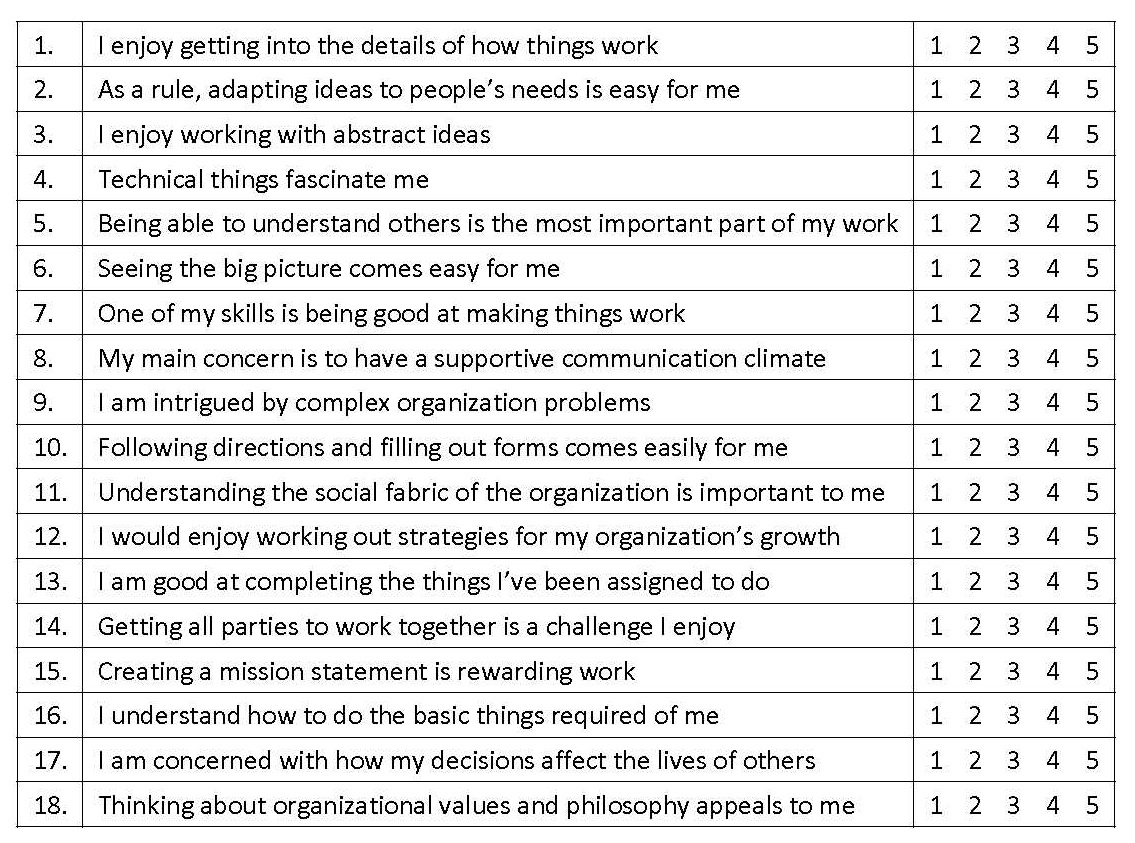 1. I enjoy getting into the details of how things work 1 2 3 4 5
2. As a rule, adapting ideas to people’s needs is easy for me 1 2 3 4 5
3. I enjoy working with abstract ideas 1 2 3 4 5
4. Technical things fascinate me 1 2 3 4 5
5. Being able to understand others is the most important part of my work 1 2 3 4 5
6. Seeing the big picture comes easy for me 1 2 3 4 5
7. One of my skills is being good at making things work 1 2 3 4 5
8. My main concern is to have a supportive communication climate 1 2 3 4 5
9. I am intrigued by complex organization problems 1 2 3 4 5
10. Following directions and filling out forms comes easily for me 1 2 3 4 5
11. Understanding the social fabric of the organization is important to me 1 2 3 4 5
12. I would enjoy working out strategies for my organization’s growth 1 2 3 4 5
13. I am good at completing the things I’ve been assigned to do 1 2 3 4 5
14. Getting all parties to work together is a challenge I enjoy 1 2 3 4 5
15. Creating a mission statement is rewarding work 1 2 3 4 5
16. I understand how to do the basic things required of me 1 2 3 4 5
17. I am concerned with how my decisions affect the lives of others 1 2 3 4 5
18. Thinking about organizational values and philosophy appeals to me 1 2 3 4 5